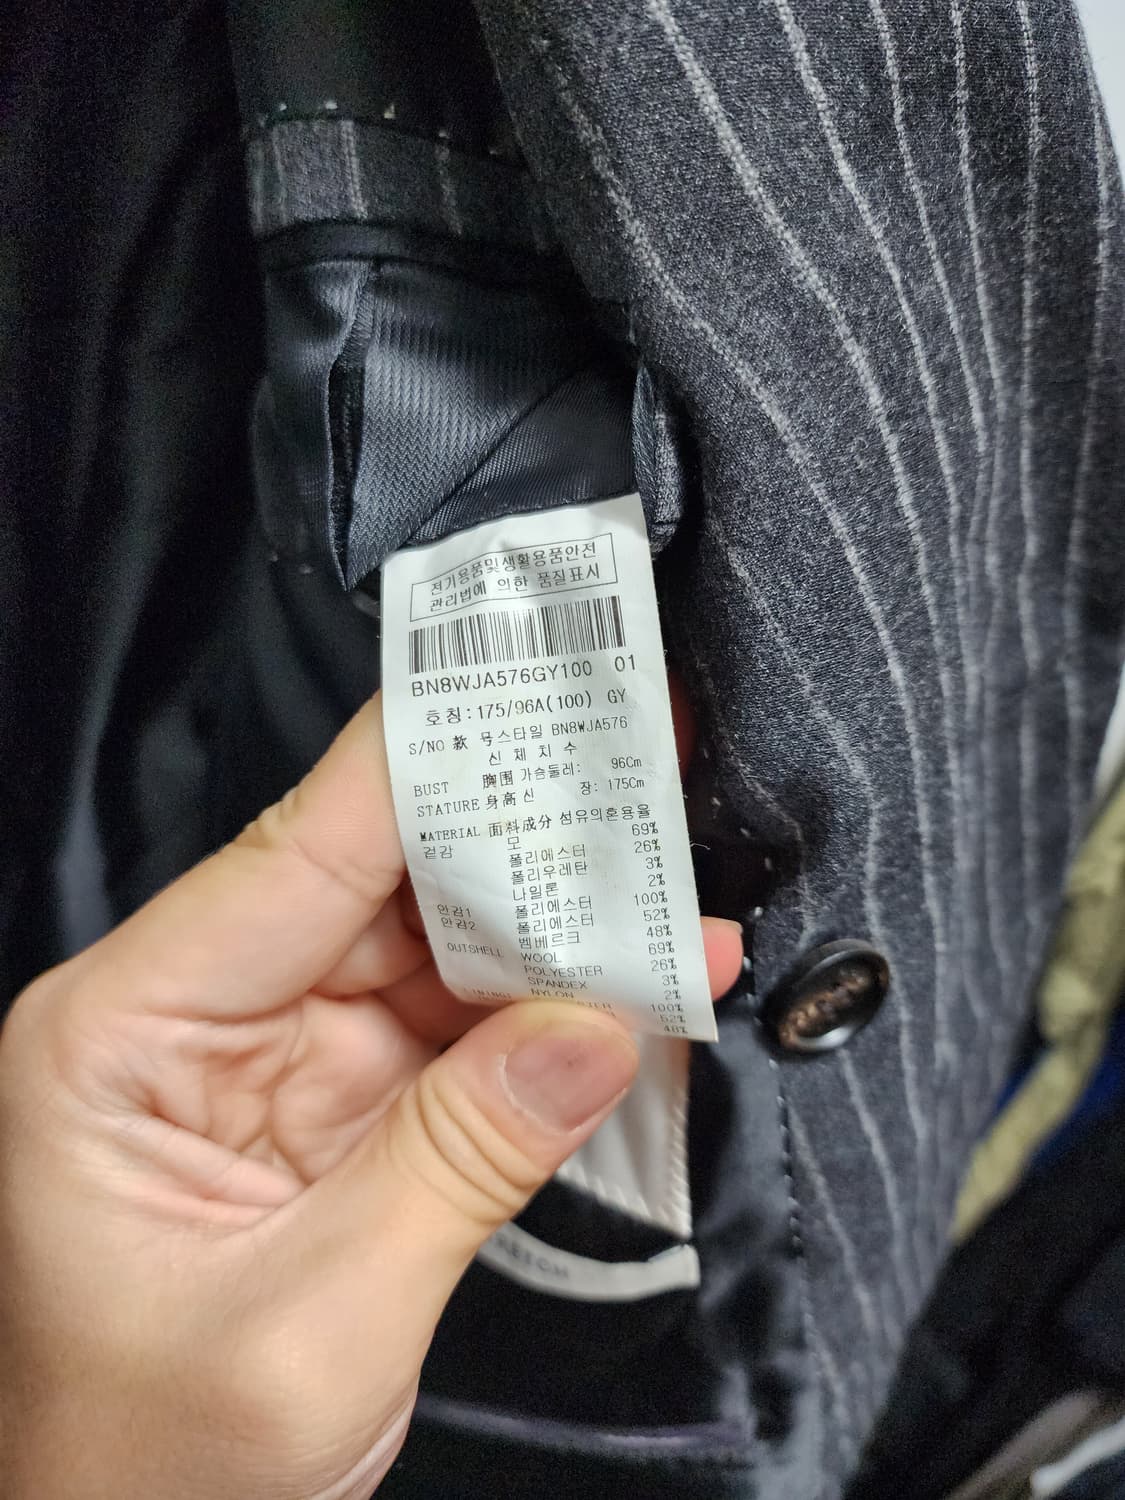 전기용품및생활용품안전
관리법에 의한 품질표시
BN8WJA576GY100 01
호칭:175/96A(100) GY
S/NO 款 号스타일 BN8WJA576
신 체 치 수
BUST 胸围 가슴둘레: 96Cm
STATURE 身高 신 장: 175Cm
MATERIAL 面料成分 섬유의혼용율
겉감 모 69%
폴리에스터 26%
폴리우레탄 3%
나일론 2%
안감1 폴리에스터 100%
안감2 폴리에스터 52%
벰베르크 48%
OUTSHELL WOOL 69%
POLYESTER 26%
SPANDEX 3%
NYLON 2%
100%
52%
48%